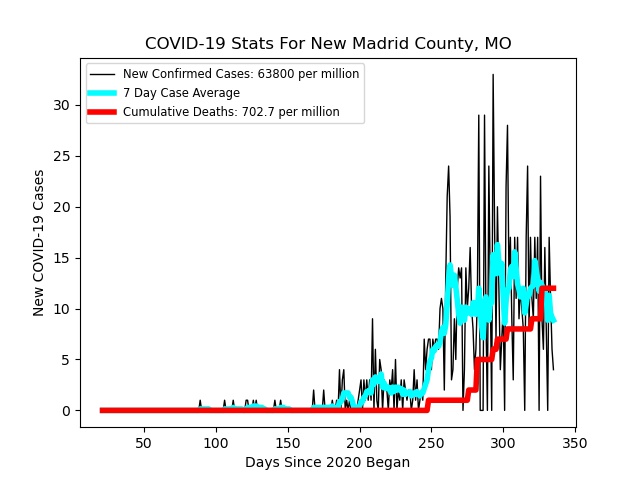 COVID-19 Stats For New Madrid County, MO
New Confirmed Cases: 63800 per million
7 Day Case Average
Cumulative Deaths: 702.7 per million
30
25
20
15
10
5
0
New COVID-19 Cases
50
100
150
200
250
300
350
Days Since 2020 Began